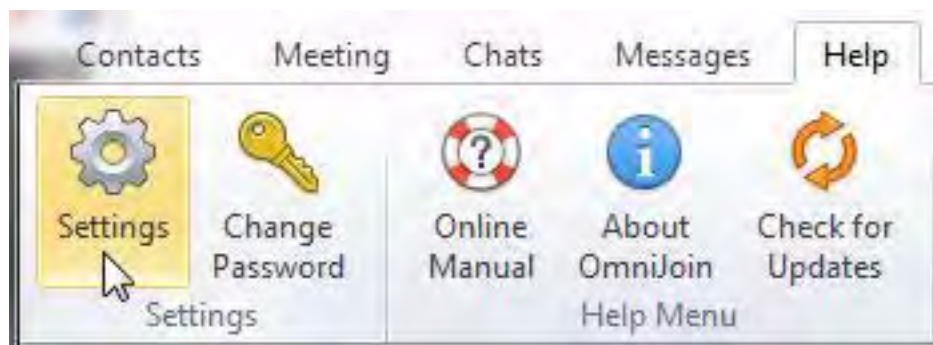 Contacts Meeting Chats Messages Help
?
i
Settings Change Online About Check for
Password Manual OmniJoin Updates
Settings Help Menu